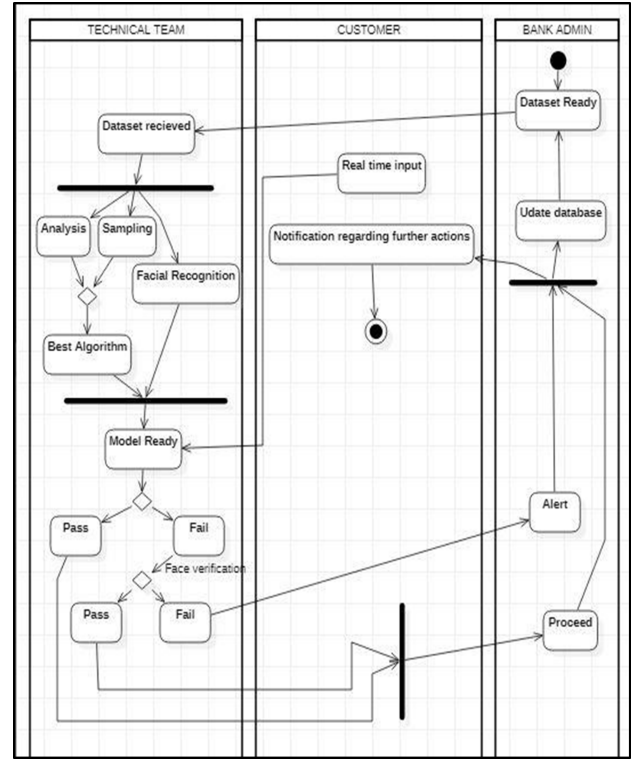 TECHNICAL TEAM
CUSTOMER
BANK ADMIN
Dataset Ready
Dataset recieved
Real time input
Udate database
Analysis
Sampling
Notification regarding further actions
Facial Recognition
Best Algorithm
Model Ready
Alert
Pass
Fail
Face verification
Pass
Fail
Proceed